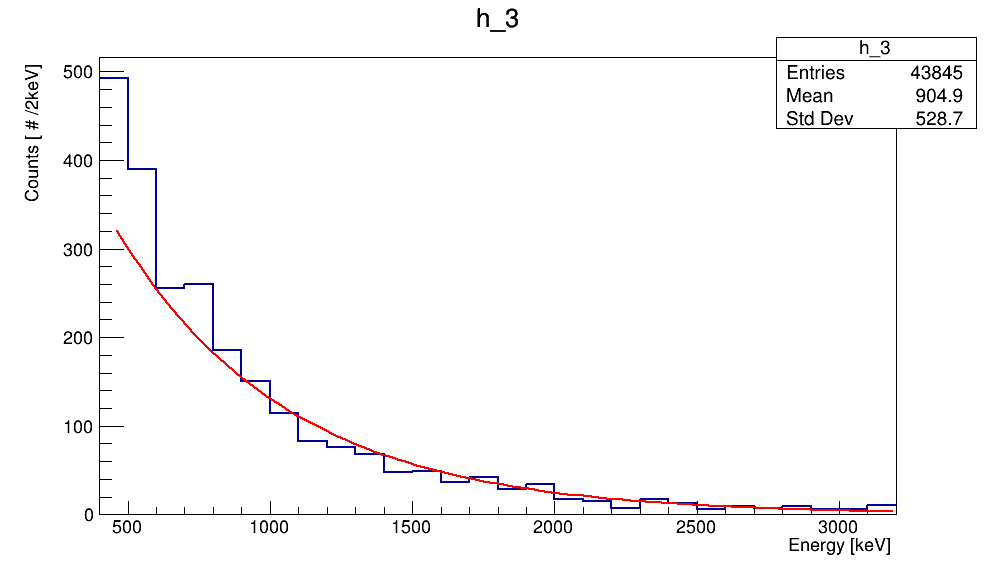 h_3
h_3
Entries 43845
Mean 904.9
Std Dev 528.7
Counts [ # /2keV]
500
400
300
200
100
0
500 1000 1500 2000 2500 3000
Energy [keV]